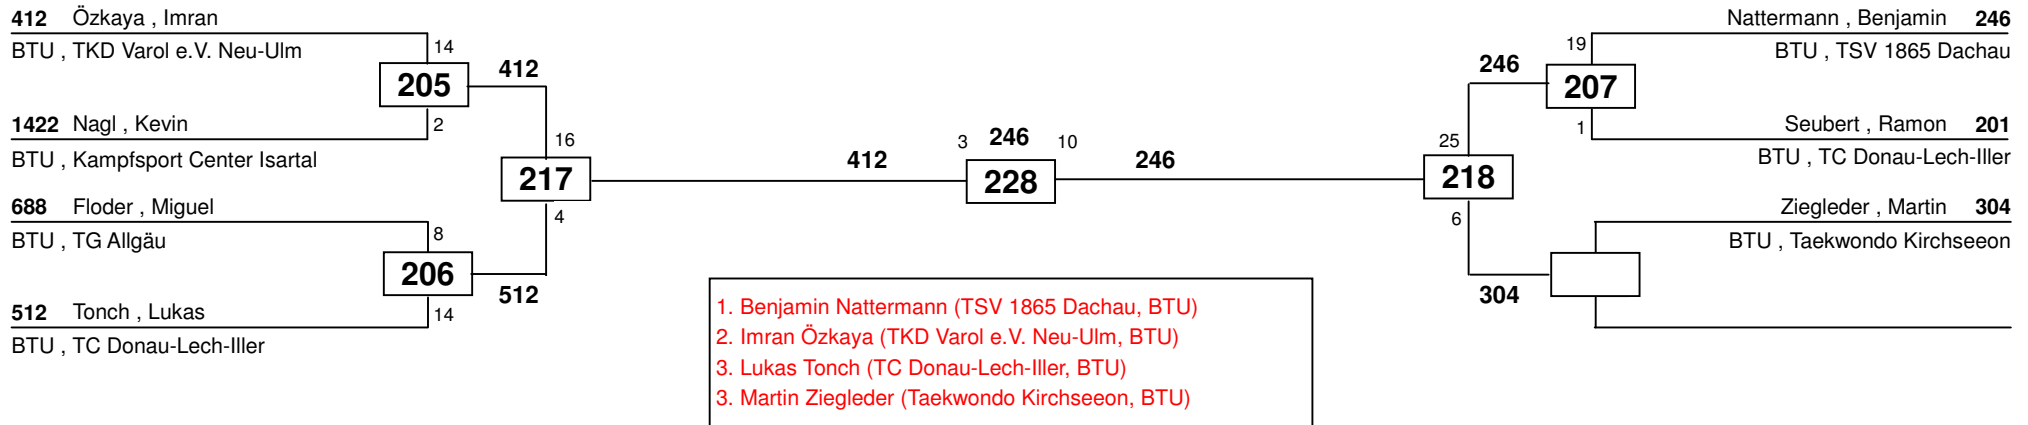 412 Özkaya , Imran
BTU , TKD Varol e.V. Neu-Ulm
14
205
412
2
1422 Nagl , Kevin
BTU , Kampfsport Center Isartal
16
217
4
688 Floder , Miguel
BTU , TG Allgäu
8
206
512
14
512 Tonch , Lukas
BTU , TC Donau-Lech-Iller
412
3 246 10
228
246
Nattermann , Benjamin 246
BTU , TSV 1865 Dachau
19
246
207
1
Seubert , Ramon 201
BTU , TC Donau-Lech-Iller
25
218
6
Ziegleder , Martin 304
BTU , Taekwondo Kirchseeon
304
1. Benjamin Nattermann (TSV 1865 Dachau, BTU)
2. Imran Özkaya (TKD Varol e.V. Neu-Ulm, BTU)
3. Lukas Tonch (TC Donau-Lech-Iller, BTU)
3. Martin Ziegleder (Taekwondo Kirchseeon, BTU)